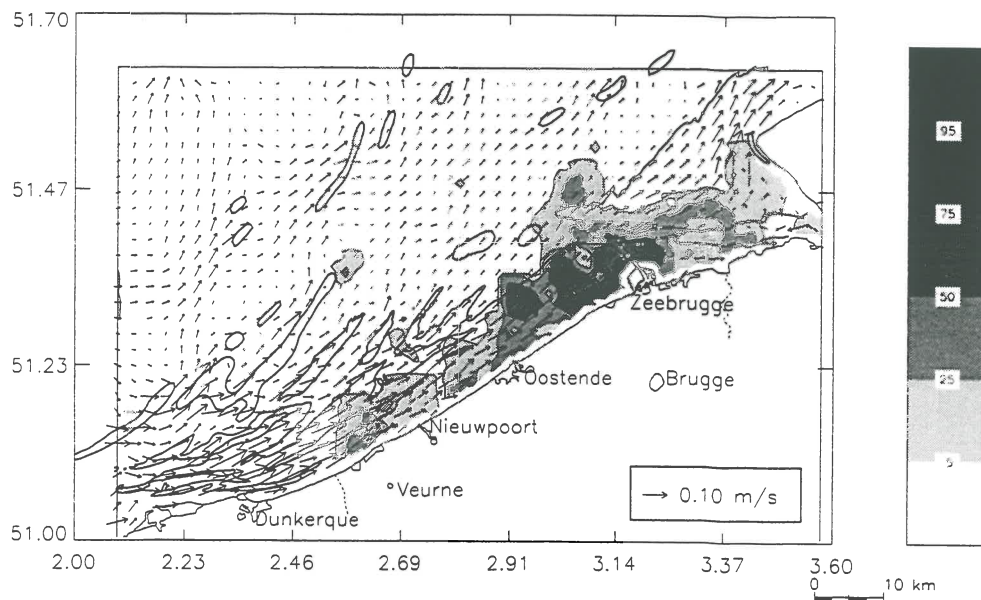 51.70
51.47
51.23
51.00
2.00 2.23 2.46 2.69 2.91 3.14 3.37 3.60
Zeebrugge
Oostende
Brugge
Nieuwpoort
Veurne
Dunkerque
0.10 m/s
95
75
50
25
5
0 10 km